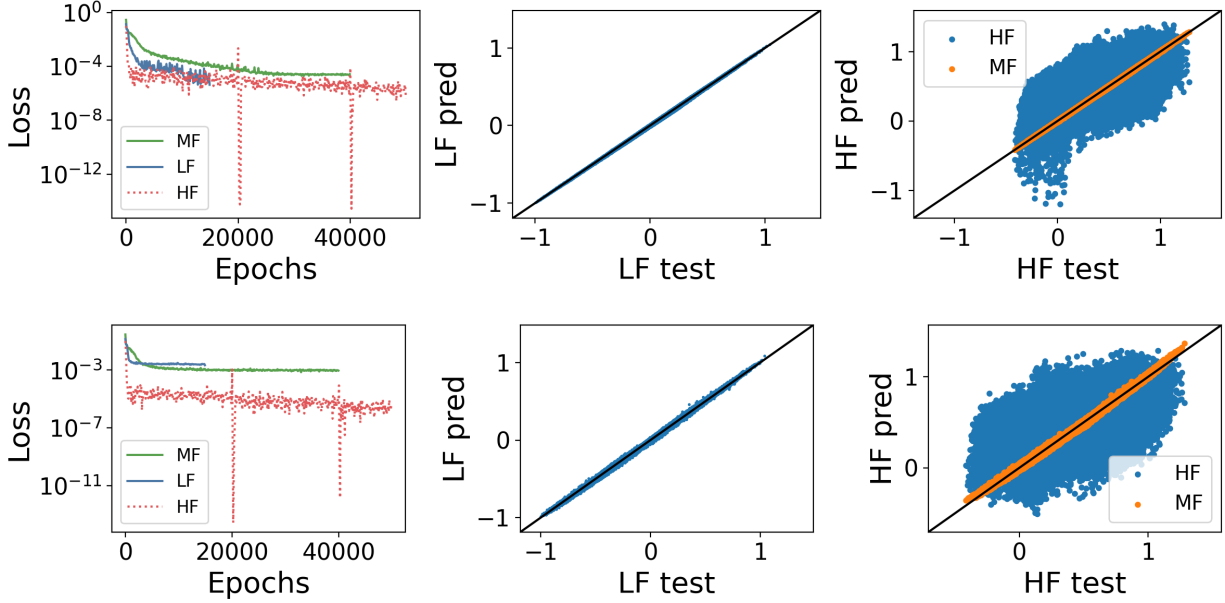 10⁰
10⁻⁴
10⁻⁸
10⁻¹²
Loss
MF
LF
HF
0 20000 40000
Epochs
1
0
−1
LF pred
−1 0 1
LF test
1
0
−1
HF pred
HF
MF
−1 0 1
HF test
10⁻³
10⁻⁷
10⁻¹¹
Loss
MF
LF
HF
0 20000 40000
Epochs
1
0
−1
LF pred
−1 0 1
LF test
1
0
HF pred
HF
MF
0 1
HF test